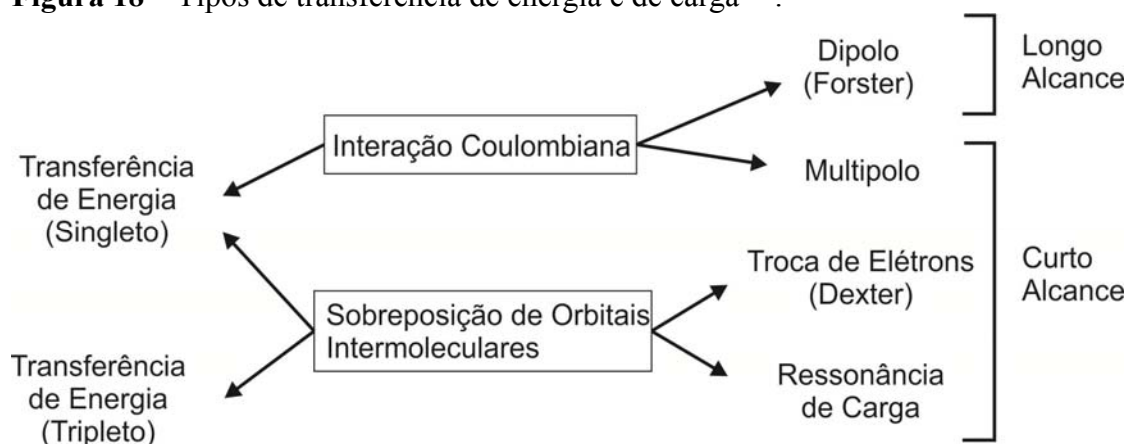 Figura 18 – Tipos de transferência de energia e de carga
Dipolo
(Forster)
Longo
Alcance
Interação Coulombiana
Multipolo
Transferência
de Energia
(Singleto)
Troca de Elétrons
(Dexter)
Curto
Alcance
Sobreposição de Orbitais
Intermoleculares
Transferência
de Energia
(Tripleto)
Ressonância
de Carga